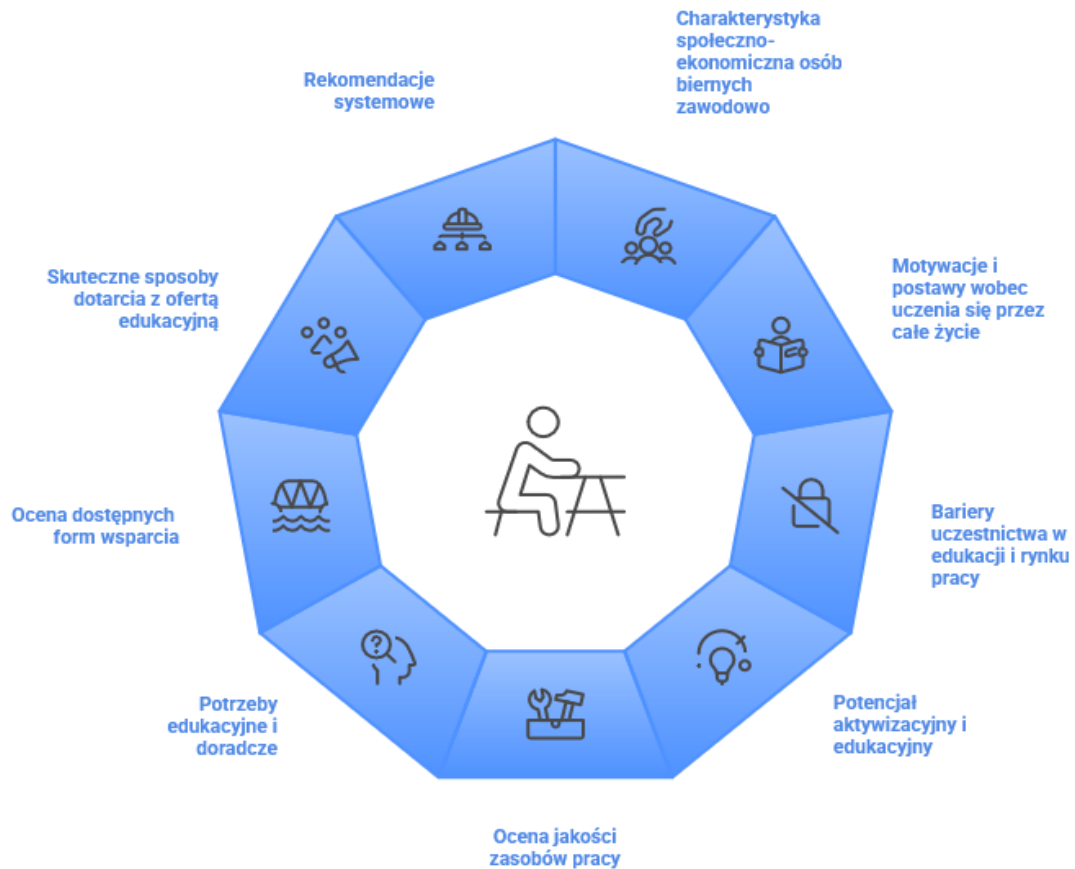 Charakterystyka
społeczno-
ekonomiczna osób
biernych
zawodowo
Motywacje i
postawy wobec
uczenia się przez
całe życie
Bariery
uczestnictwa w
edukacji i rynku
pracy
Potencjał
aktywizacyjny i
edukacyjny
Ocena jakości
zasobów pracy
Potrzeby
edukacyjne i
doradcze
Ocena dostępnych
form wsparcia
Skuteczne sposoby
dotarcia z ofertą
edukacyjną
Rekomendacje
systemowe